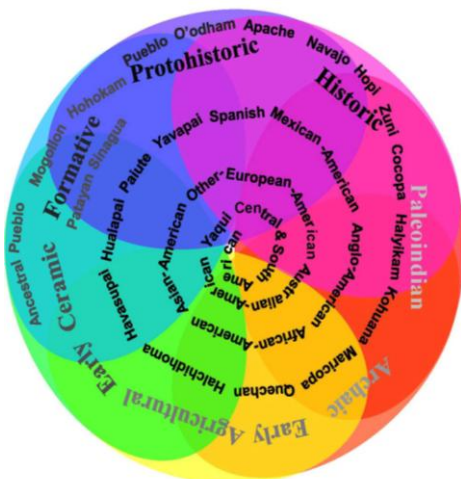 Paleoindian
Archaic
Early Agricultural
Early Ceramic
Formative
Protohistoric
Historic
Ancestral Pueblo
Mogollon
Hohokam
Pueblo
O'odham
Apache
Navajo
Hopi
Zuni
Cocopa
Halyikam
Kohuana
Maricopa
Quechan
Halchidhoma
Havasupai
Hualapai
Paiute
Yavapai
Patayan
Sinagua
Spanish
Mexican-American
Anglo-American
African-American
Asian-American
Other-European-American
Australian-American
Yaqui
Central & South American